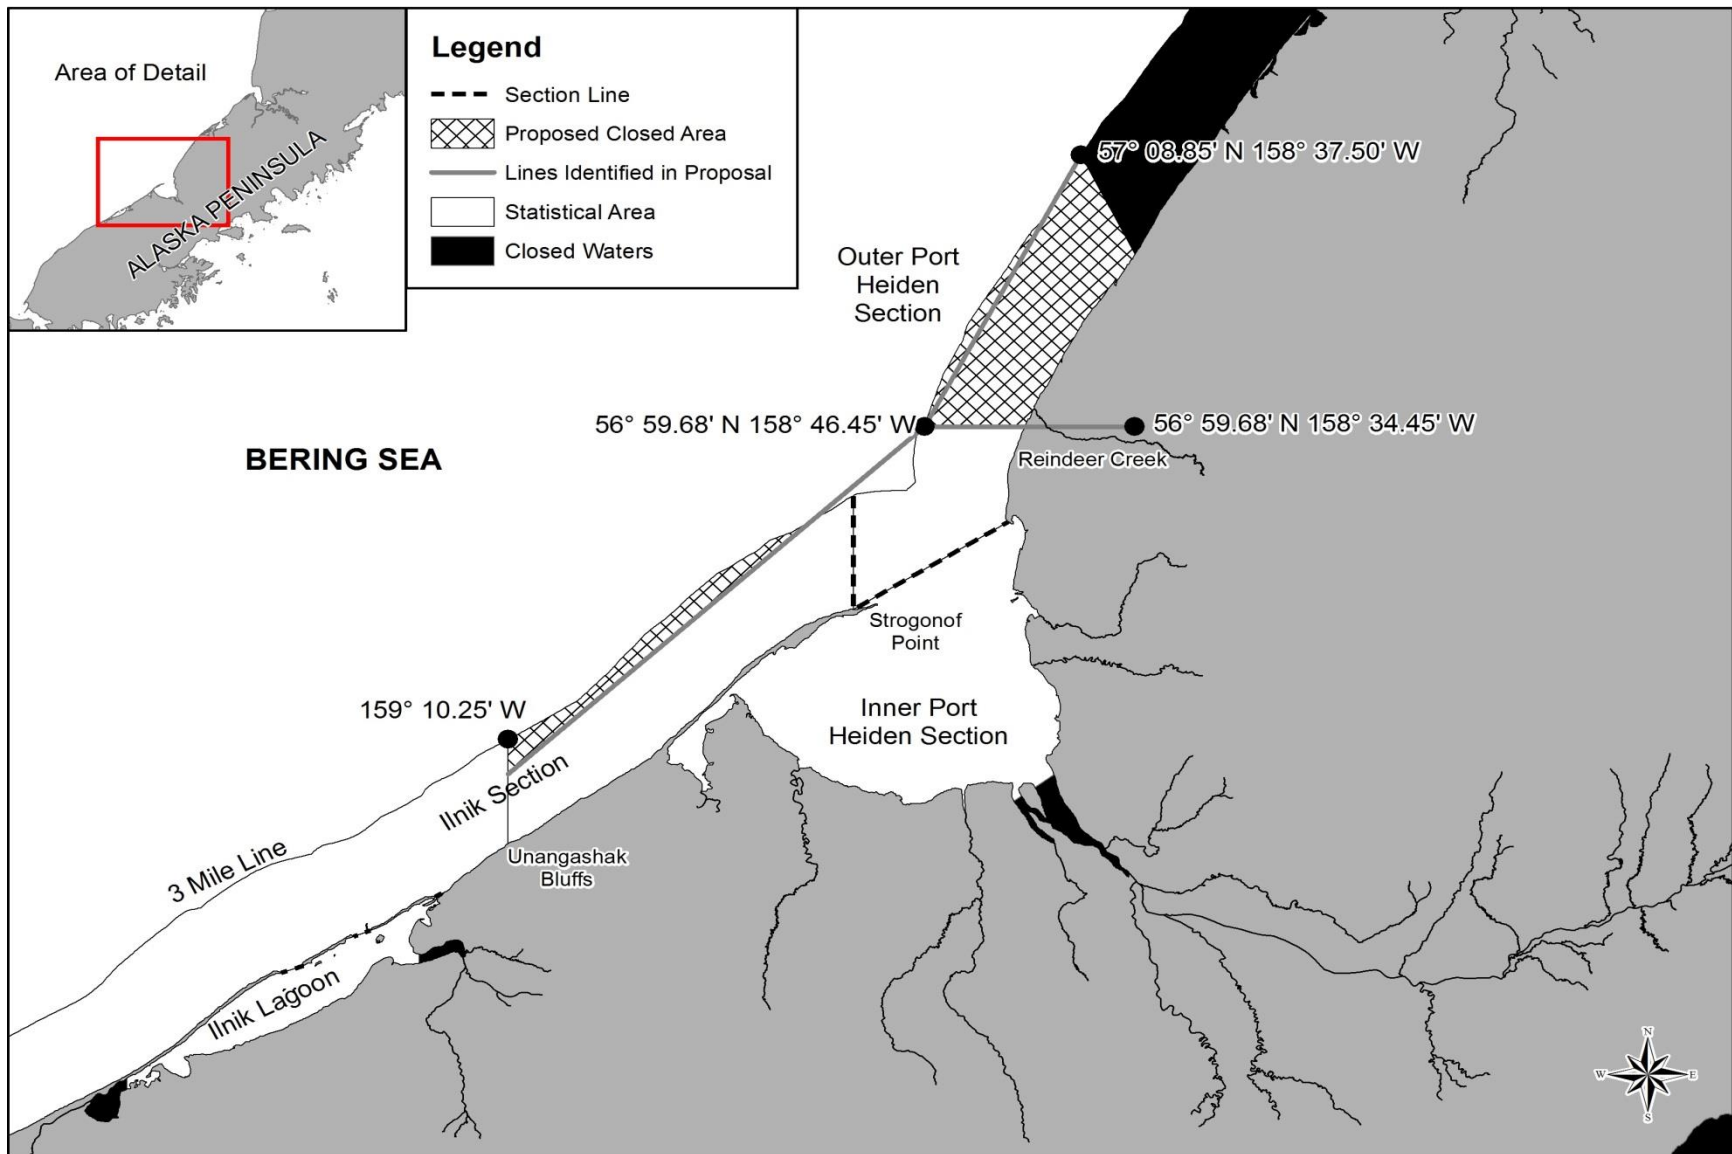 Area of Detail
ALASKA PENINSULA
Legend
Section Line
Proposed Closed Area
Lines Identified in Proposal
Statistical Area
Closed Waters
57° 08.85' N 158° 37.50' W
Outer Port
Heiden
Section
56° 59.68' N 158° 46.45' W
56° 59.68' N 158° 34.45' W
BERING SEA
Reindeer Creek
Strogonof
Point
159° 10.25' W
Inner Port
Heiden Section
Ilnik Section
3 Mile Line
Unangashak
Bluffs
Ilnik Lagoon
N
W
E
S